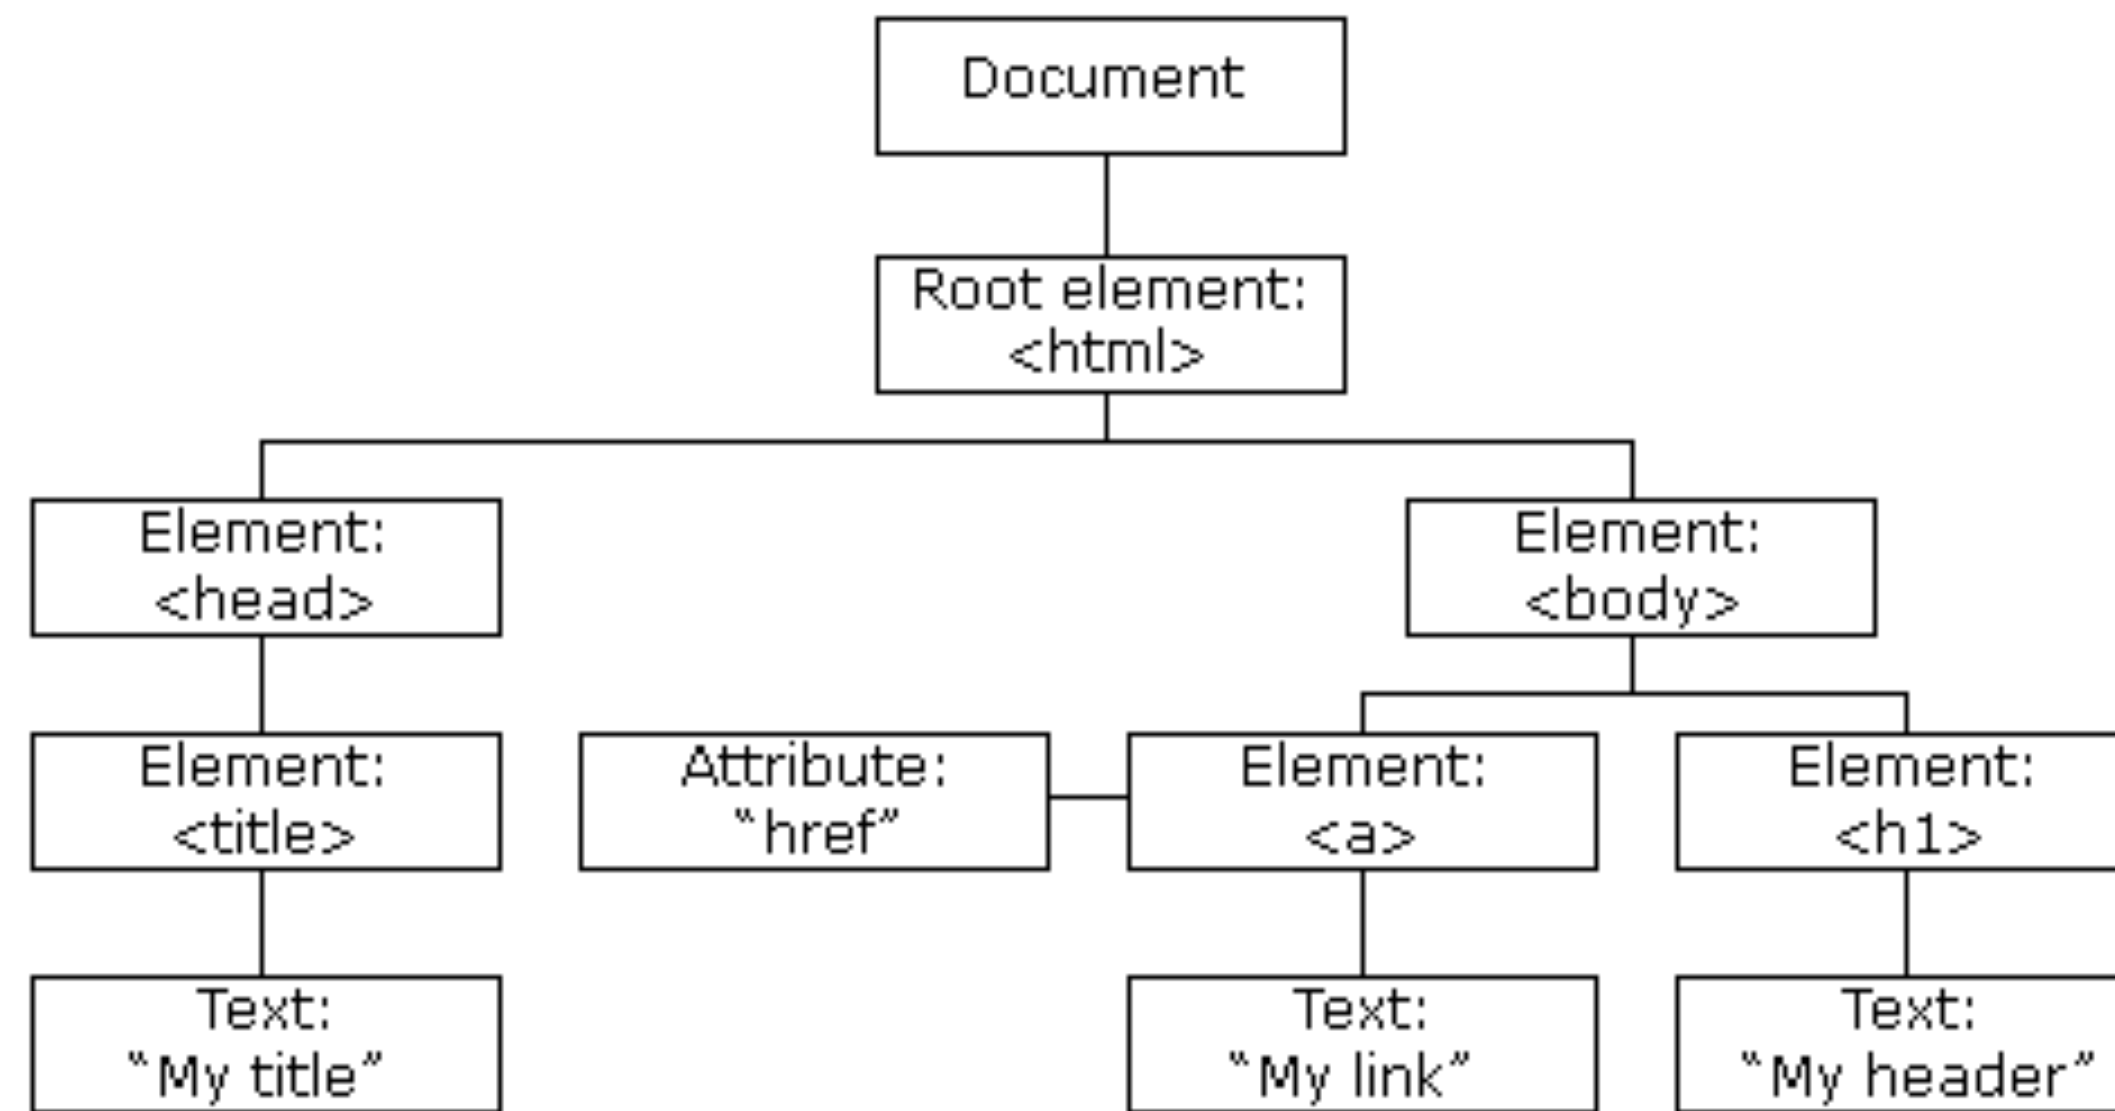 Document
Root element:
<html>
Element:
<head>
Element:
<body>
Element:
<title>
Attribute:
“href”
Element:
<a>
Element:
<h1>
Text:
“My title”
Text:
“My link”
Text:
“My header”